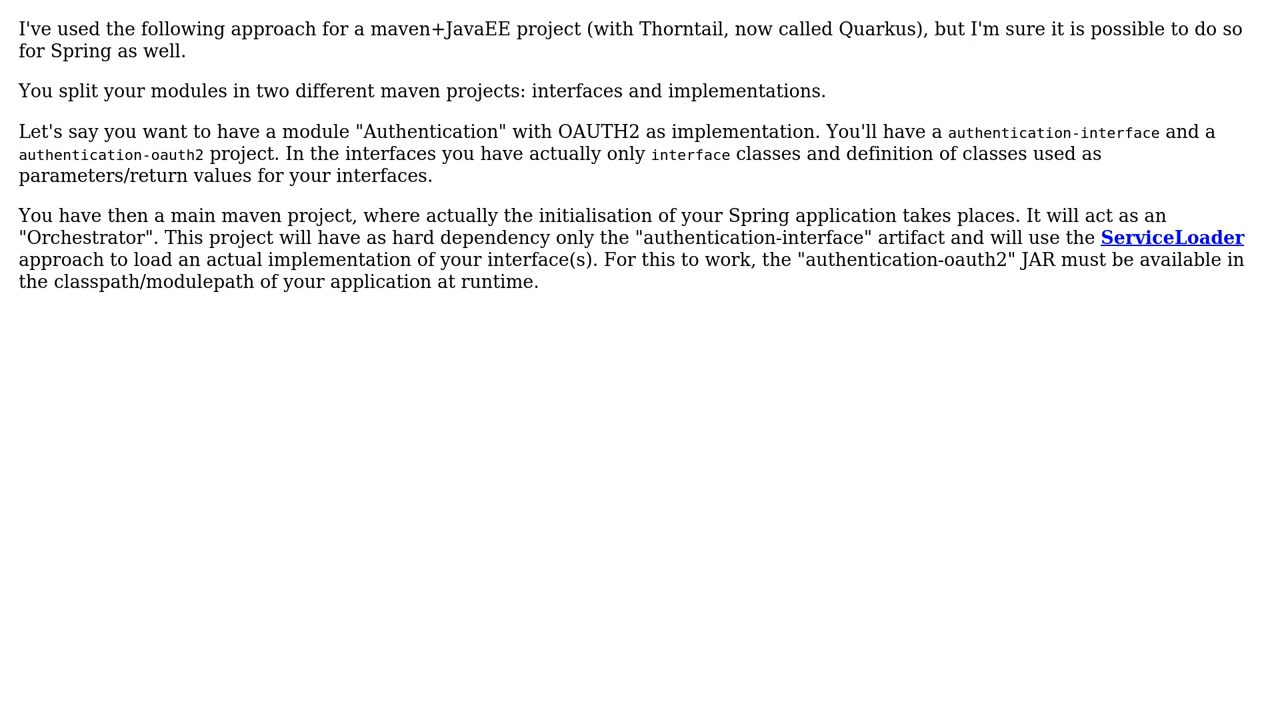 I've used the following approach for a maven+JavaEE project (with Thorntail, now called Quarkus), but I'm sure it is possible to do so
for Spring as well.
You split your modules in two different maven projects: interfaces and implementations.
Let's say you want to have a module "Authentication" with OAUTH2 as implementation. You'll have a authentication-interface and a
authentication-oauth2 project. In the interfaces you have actually only interface classes and definition of classes used as
parameters/return values for your interfaces.
You have then a main maven project, where actually the initialisation of your Spring application takes places. It will act as an
"Orchestrator". This project will have as hard dependency only the "authentication-interface" artifact and will use the ServiceLoader
approach to load an actual implementation of your interface(s). For this to work, the "authentication-oauth2" JAR must be available in
the classpath/modulepath of your application at runtime.